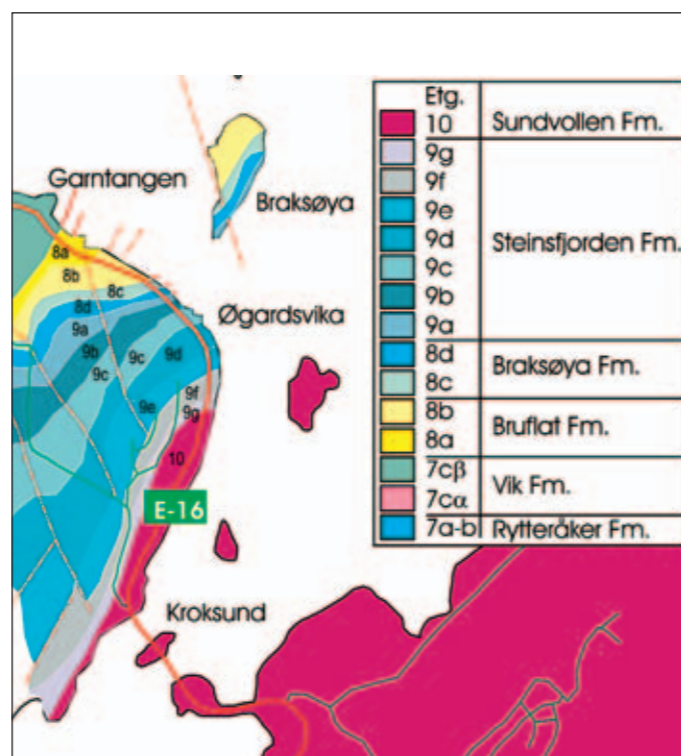 Etg.
10 Sundvollen Fm.
9g
9f
9e
9d Steinsfjorden Fm.
9c
9b
9a
8d Braksøya Fm.
8c
8b Bruflat Fm.
8a
7cβ Vik Fm.
7cα
7a-b Rytteråker Fm.
Garntangen
Braksøya
8a
8b
8c
8d
Øgardsvika
9a
9b
9c
9d
9c
9e
9f
9g
10
E-16
Kroksund